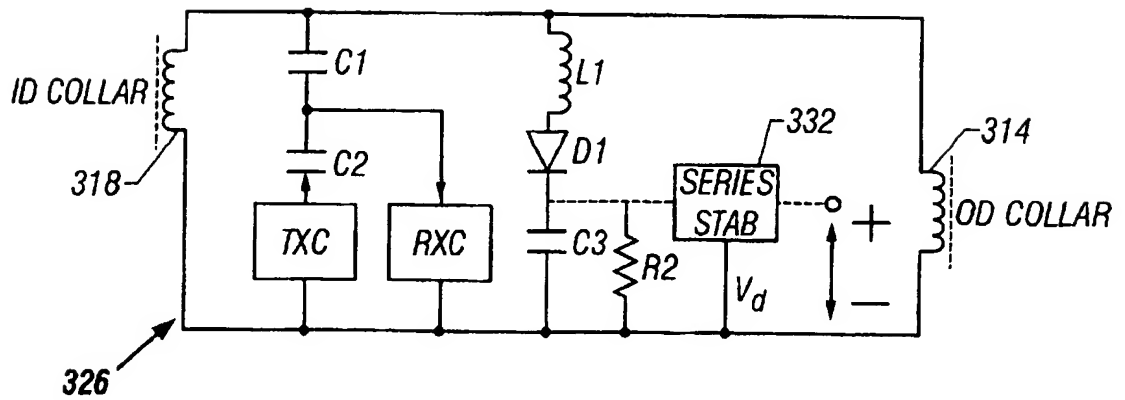 C1
L1
ID COLLAR
318
C2
D1
332
314
SERIES
STAB
+
OD COLLAR
TXC
RXC
C3
R2
Vd
−
326